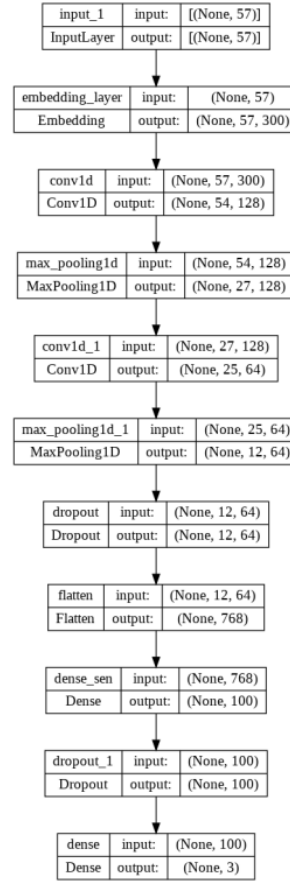 input_1 input: [(None, 57)]
InputLayer output: [(None, 57)]
embedding_layer input: (None, 57)
Embedding output: (None, 57, 300)
conv1d input: (None, 57, 300)
Conv1D output: (None, 54, 128)
max_pooling1d input: (None, 54, 128)
MaxPooling1D output: (None, 27, 128)
conv1d_1 input: (None, 27, 128)
Conv1D output: (None, 25, 64)
max_pooling1d_1 input: (None, 25, 64)
MaxPooling1D output: (None, 12, 64)
dropout input: (None, 12, 64)
Dropout output: (None, 12, 64)
flatten input: (None, 12, 64)
Flatten output: (None, 768)
dense_sen input: (None, 768)
Dense output: (None, 100)
dropout_1 input: (None, 100)
Dropout output: (None, 100)
dense input: (None, 100)
Dense output: (None, 3)